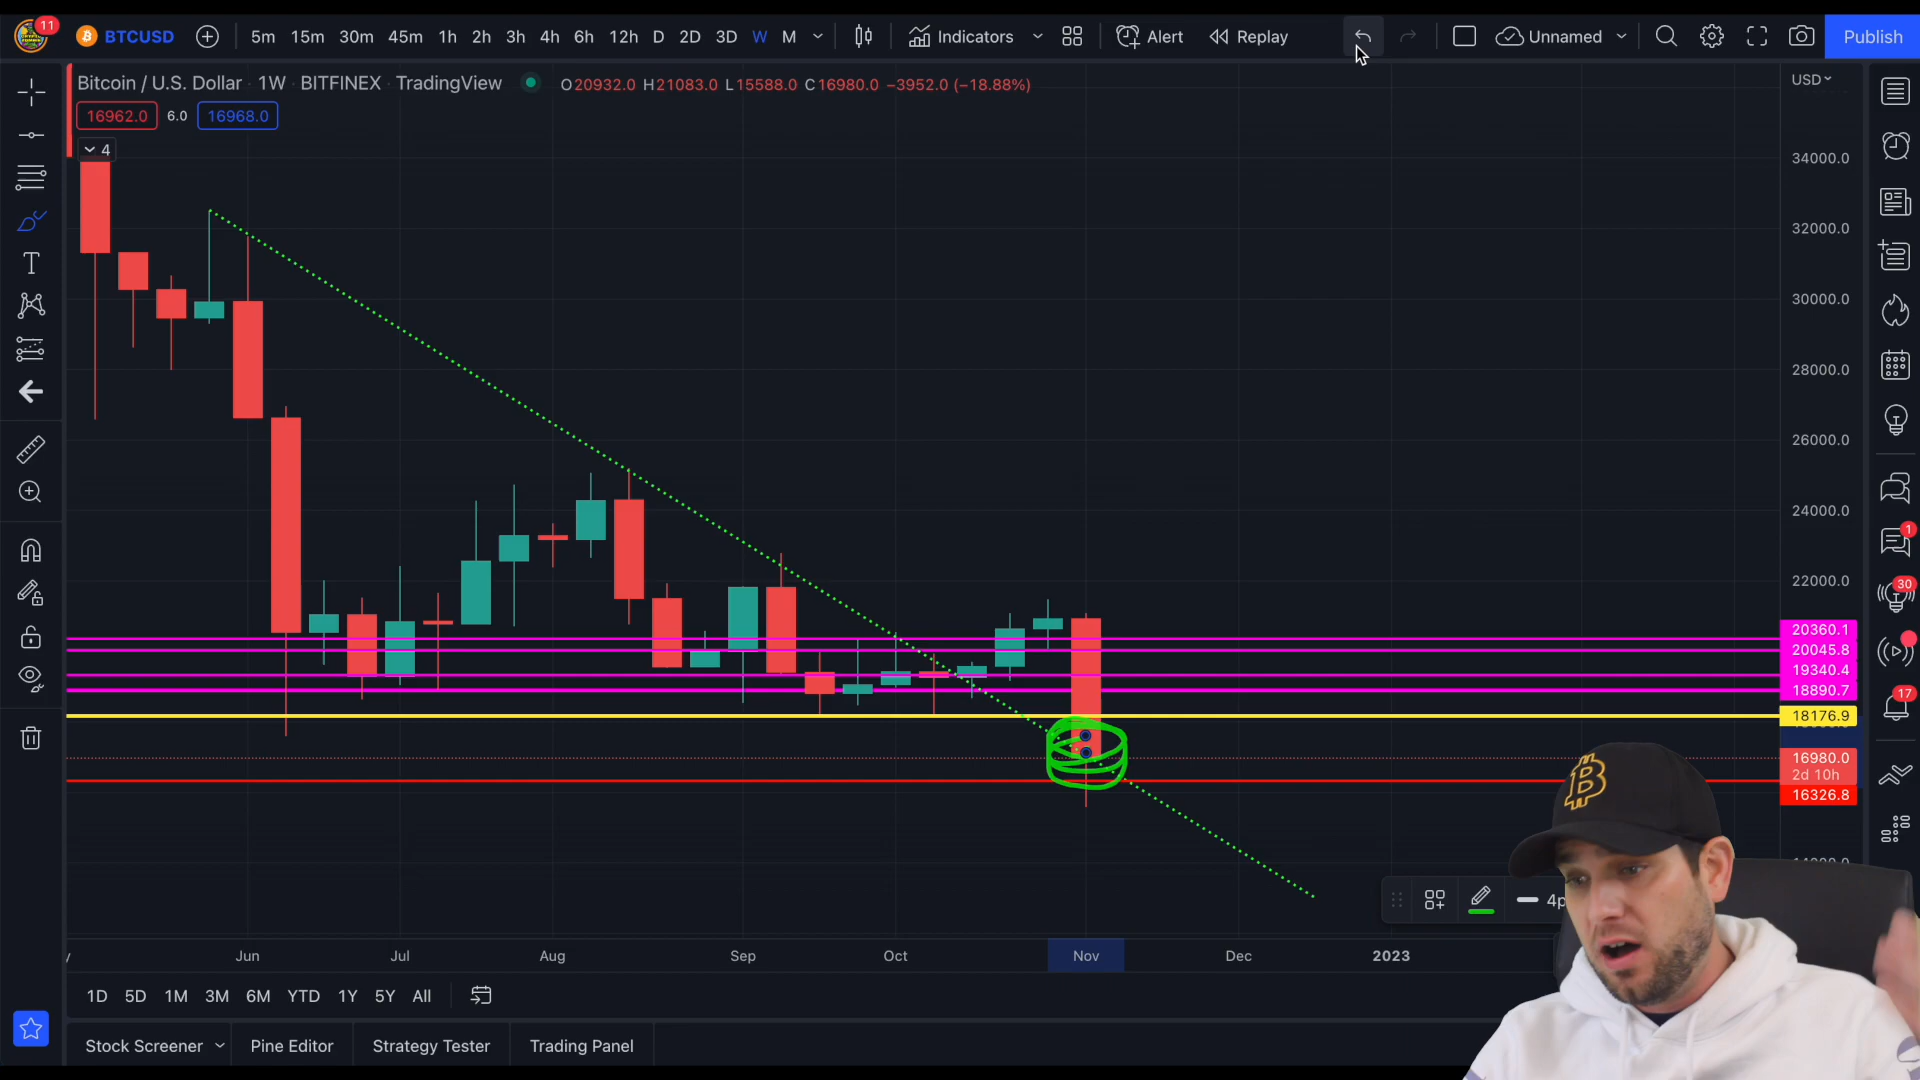 11
BTCUSD
5m 15m 30m 45m 1h 2h 3h 4h 6h 12h D 2D 3D W M
Indicators
Alert
Replay
Unnamed
Publish
Bitcoin / U.S. Dollar · 1W · BITFINEX · TradingView
O20932.0 H21083.0 L15588.0 C16980.0 −3952.0 (−18.88%)
USD
16962.0 6.0 16968.0
4
34000.0
32000.0
30000.0
28000.0
26000.0
24000.0
22000.0
20360.1
20045.8
19340.4
18890.7
18176.9
16980.0
2d 10h
16326.8
1
30
17
4p
Jun Jul Aug Sep Oct Nov Dec 2023
1D 5D 1M 3M 6M YTD 1Y 5Y All
Stock Screener Pine Editor Strategy Tester Trading Panel